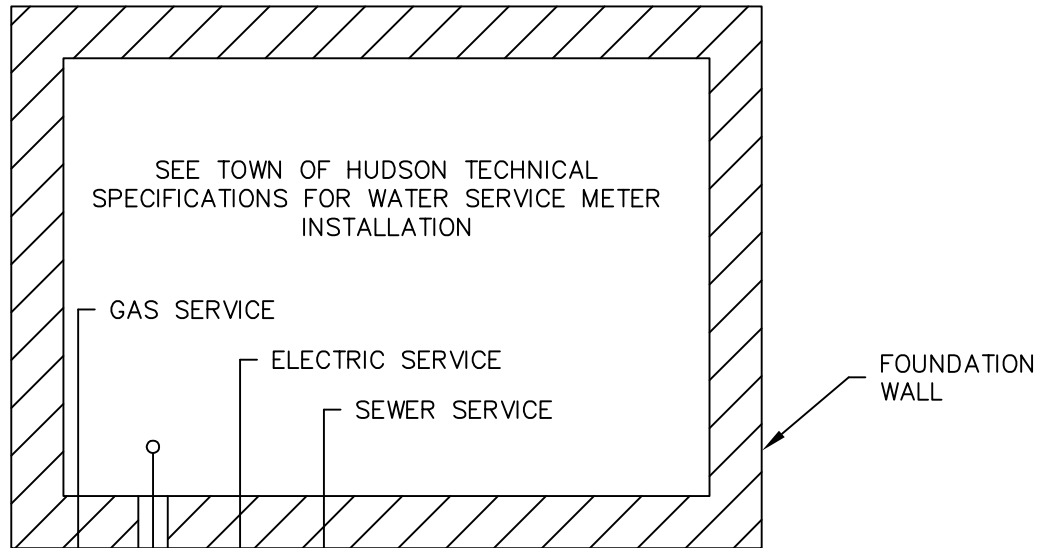 SEE TOWN OF HUDSON TECHNICAL
SPECIFICATIONS FOR WATER SERVICE METER
INSTALLATION
GAS SERVICE
ELECTRIC SERVICE
SEWER SERVICE
FOUNDATION
WALL